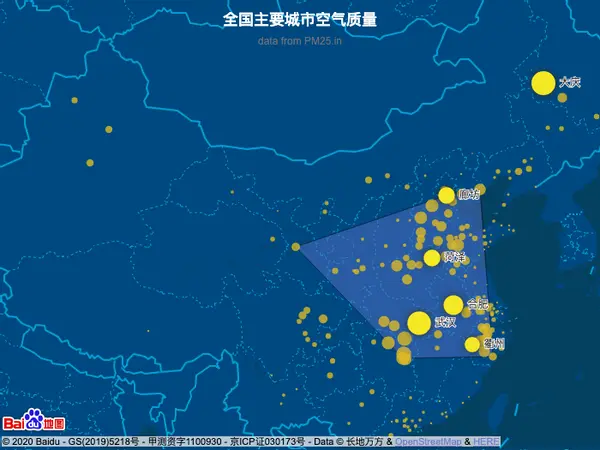 全国主要城市空气质量
data from PM25.in
大庆
廊坊
菏泽
合肥
武汉
衢州
Bai du 地图
© 2020 Baidu - GS(2019)5218号 - 甲测资字1100930 - 京ICP证030173号 - Data © 长地万方 & OpenStreetMap & HERE